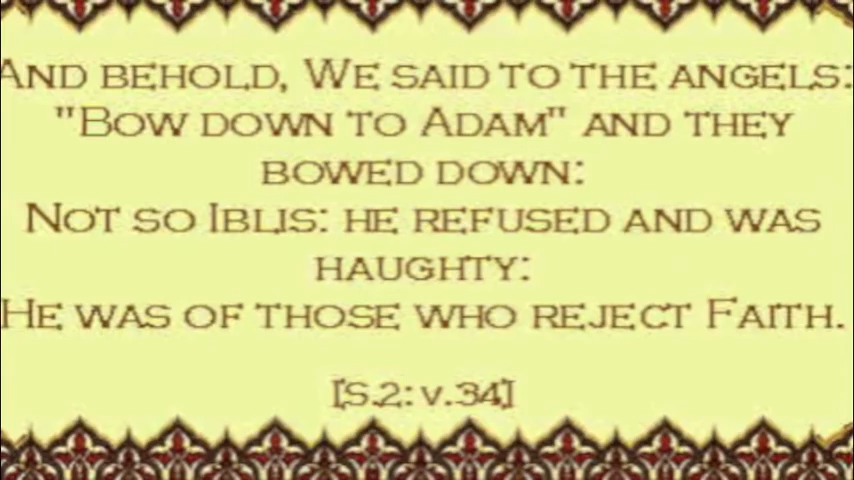 And behold, We said to the angels:
"Bow down to Adam" and they
bowed down:
Not so Iblis: he refused and was
haughty:
He was of those who reject Faith.
[S.2: v.34]